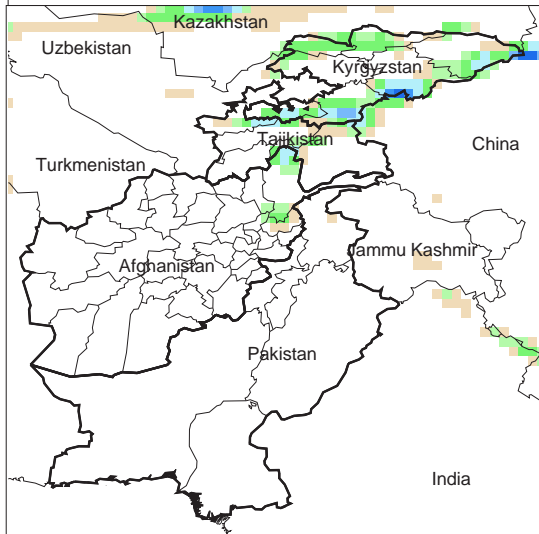 Kazakhstan
Uzbekistan
Kyrgyzstan
Tajikistan
China
Turkmenistan
Jammu Kashmir
Afghanistan
Pakistan
India